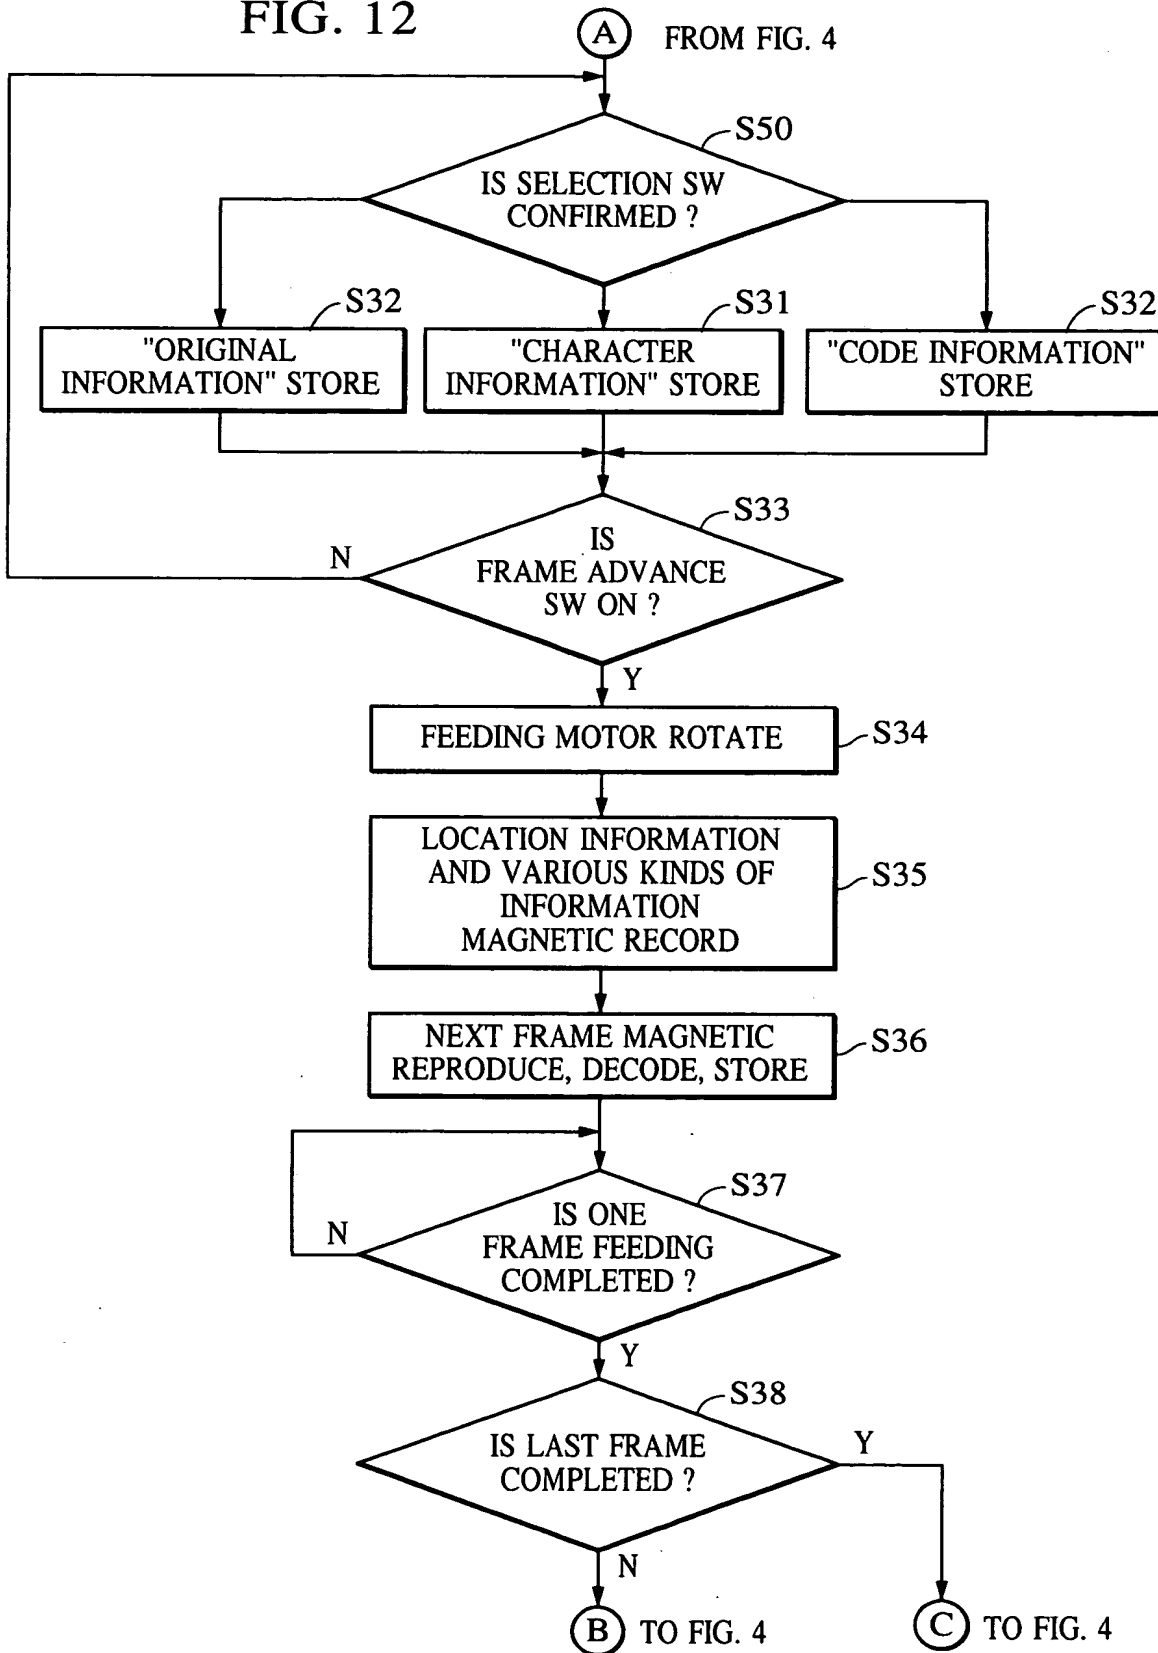 FIG. 12
A FROM FIG. 4
S50
IS SELECTION SW
CONFIRMED ?
S32
"ORIGINAL
INFORMATION" STORE
S31
"CHARACTER
INFORMATION" STORE
S32
"CODE INFORMATION"
STORE
S33
IS
FRAME ADVANCE
SW ON ?
N
Y
FEEDING MOTOR ROTATE
S34
LOCATION INFORMATION
AND VARIOUS KINDS OF
INFORMATION
MAGNETIC RECORD
S35
NEXT FRAME MAGNETIC
REPRODUCE, DECODE, STORE
S36
S37
IS ONE
FRAME FEEDING
COMPLETED ?
N
Y
S38
IS LAST FRAME
COMPLETED ?
Y
N
B TO FIG. 4
C TO FIG. 4